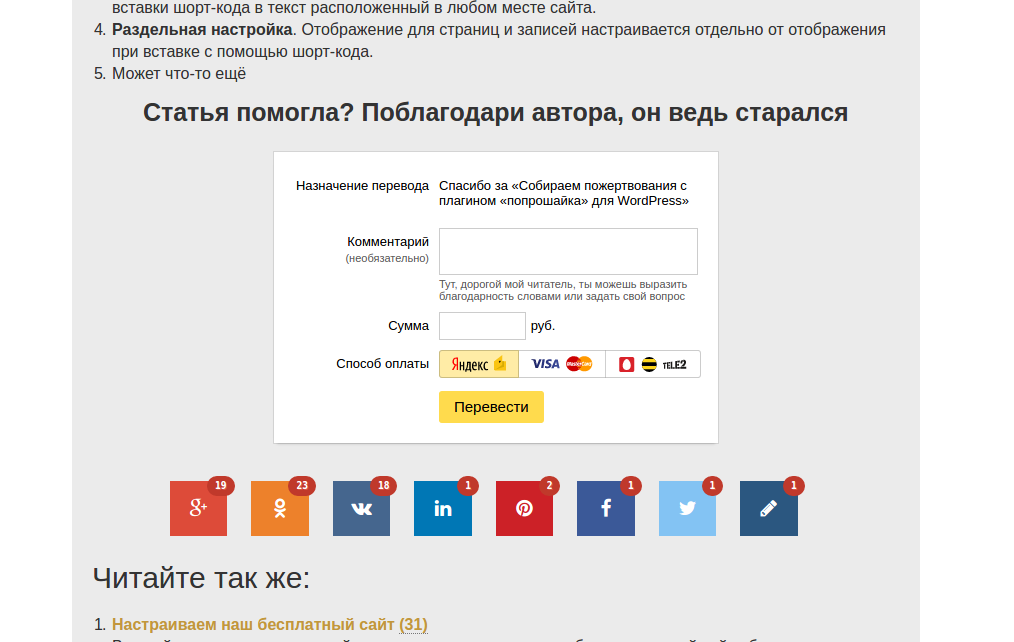 вставки шорт-кода в текст расположенный в любом месте сайта.
4. Раздельная настройка. Отображение для страниц и записей настраивается отдельно от отображения
при вставке с помощью шорт-кода.
5. Может что-то ещё
Статья помогла? Поблагодари автора, он ведь старался
Назначение перевода Спасибо за «Собираем пожертвования с
плагином «попрошайка» для WordPress»
Комментарий
(необязательно)
Тут, дорогой мой читатель, ты можешь выразить
благодарность словами или задать свой вопрос
Сумма руб.
Способ оплаты Яндекс VISA MasterCard TELE2
Перевести
19 23 18 1 2 1 1 1
g+ in f
Читайте так же:
1. Настраиваем наш бесплатный сайт (31)